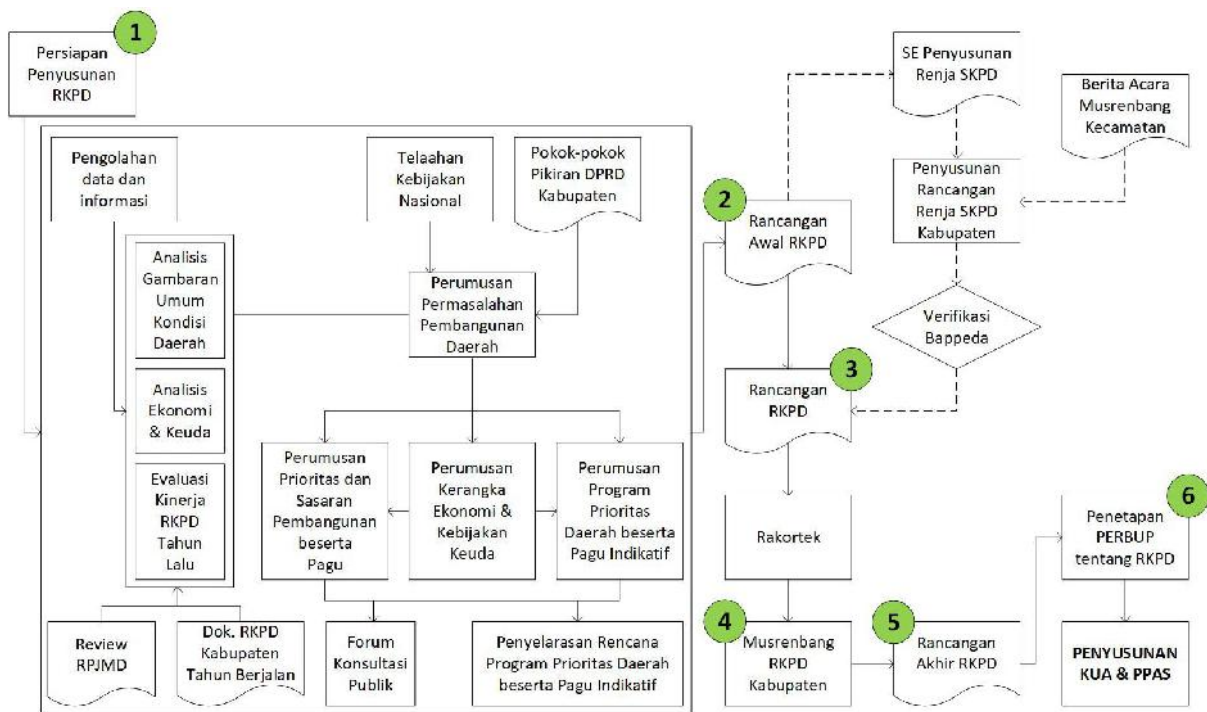 1
Persiapan
Penyusunan
RKPD
Pengolahan
data dan
informasi
Telaahan
Kebijakan
Nasional
Pokok-pokok
Pikiran DPRD
Kabupaten
Analisis
Gambaran
Umum
Kondisi
Daerah
Analisis
Ekonomi
& Keuda
Evaluasi
Kinerja
RKPD
Tahun
Lalu
Review
RPJMD
Dok. RKPD
Kabupaten
Tahun Berjalan
Perumusan
Permasalahan
Pembangunan
Daerah
Perumusan
Prioritas dan
Sasaran
Pembangunan
beserta
Pagu
Perumusan
Kerangka
Ekonomi &
Kebijakan
Keuda
Perumusan
Program
Prioritas
Daerah beserta
Pagu Indikatif
Forum
Konsultasi
Publik
Penyelarasan Rencana
Program Prioritas Daerah
beserta Pagu Indikatif
2
Rancangan
Awal RKPD
SE Penyusunan
Renja SKPD
Berita Acara
Musrenbang
Kecamatan
Penyusunan
Rancangan
Renja SKPD
Kabupaten
Verifikasi
Bappeda
3
Rancangan
RKPD
Rakortek
4
Musrenbang
RKPD
Kabupaten
5
Rancangan
Akhir RKPD
6
Penetapan
PERBUP
tentang RKPD
PENYUSUNAN
KUA & PPAS